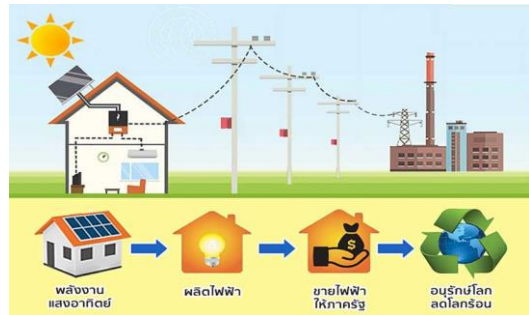 พลังงาน
แสงอาทิตย์
ผลิตไฟฟ้า
$
ขายไฟฟ้า
ให้ภาครัฐ
อนุรักษ์โลก
ลดโลกร้อน